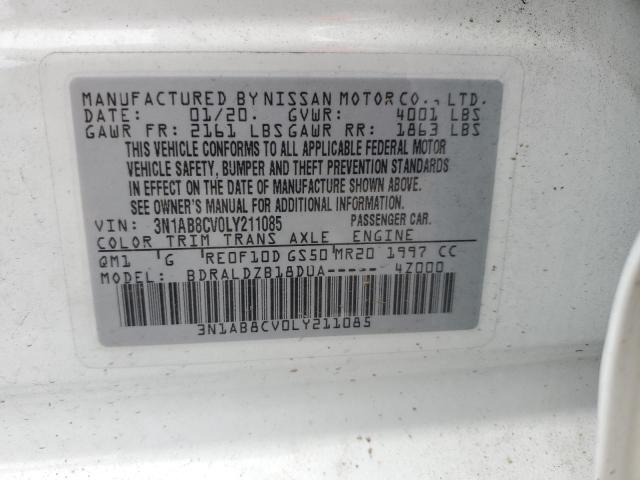 MANUFACTURED BY NISSAN MOTOR CO., LTD.
DATE: 01/20. GVWR: 4001 LBS
GAWR FR: 2161 LBS GAWR RR: 1863 LBS
THIS VEHICLE CONFORMS TO ALL APPLICABLE FEDERAL MOTOR
VEHICLE SAFETY, BUMPER AND THEFT PREVENTION STANDARDS
IN EFFECT ON THE DATE OF MANUFACTURE SHOWN ABOVE.
SEE OWNER'S MANUAL FOR ADDITIONAL INFORMATION
VIN: 3N1AB8CV0LY211085 PASSENGER CAR.
COLOR TRIM TRANS AXLE ENGINE
QM1 G RE0F10D GS50 MR20 1997 CC
MODEL: BDRALDZB18DUA----- 4Z000
3N1AB8CV0LY211085